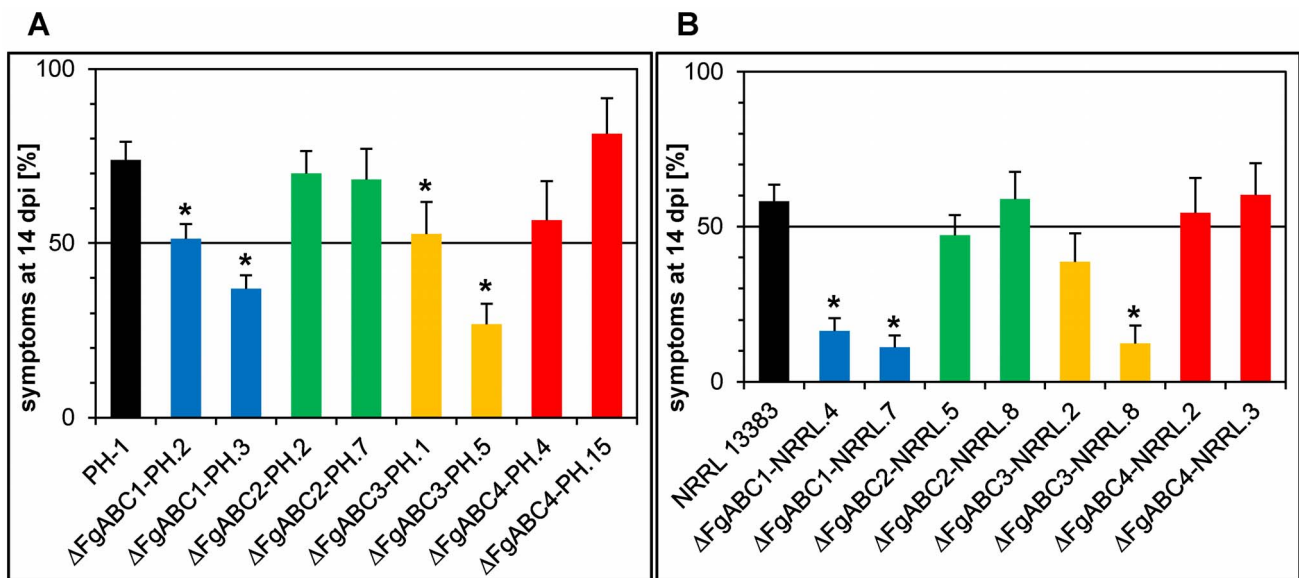 A
symptoms at 14 dpi [%]
100
50
0
*
*
*
*
PH-1
ΔFgABC1-PH.2
ΔFgABC1-PH.3
ΔFgABC2-PH.2
ΔFgABC2-PH.7
ΔFgABC3-PH.1
ΔFgABC3-PH.5
ΔFgABC4-PH.4
ΔFgABC4-PH.15
B
symptoms at 14 dpi [%]
100
50
0
*
*
*
NRRL 13383
ΔFgABC1-NRRL.4
ΔFgABC1-NRRL.7
ΔFgABC2-NRRL.5
ΔFgABC2-NRRL.8
ΔFgABC3-NRRL.2
ΔFgABC3-NRRL.8
ΔFgABC4-NRRL.2
ΔFgABC4-NRRL.3